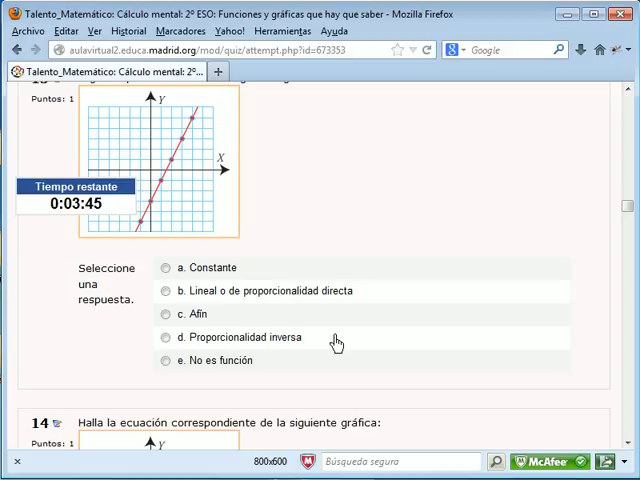 Talento_Matemático: Cálculo mental: 2º ESO: Funciones y gráficas que hay que saber - Mozilla Firefox
Archivo Editar Ver Historial Marcadores Yahoo! Herramientas Ayuda
aulavirtual2.educa.madrid.org/mod/quiz/attempt.php?id=673353
Google
Talento_Matemático: Cálculo mental: 2º...
Puntos: 1
Y
X
Tiempo restante
0:03:45
Seleccione
una
respuesta.
a. Constante
b. Lineal o de proporcionalidad directa
c. Afín
d. Proporcionalidad inversa
e. No es función
14 Halla la ecuación correspondiente de la siguiente gráfica:
Puntos: 1
Y
800x600
Búsqueda segura
McAfee